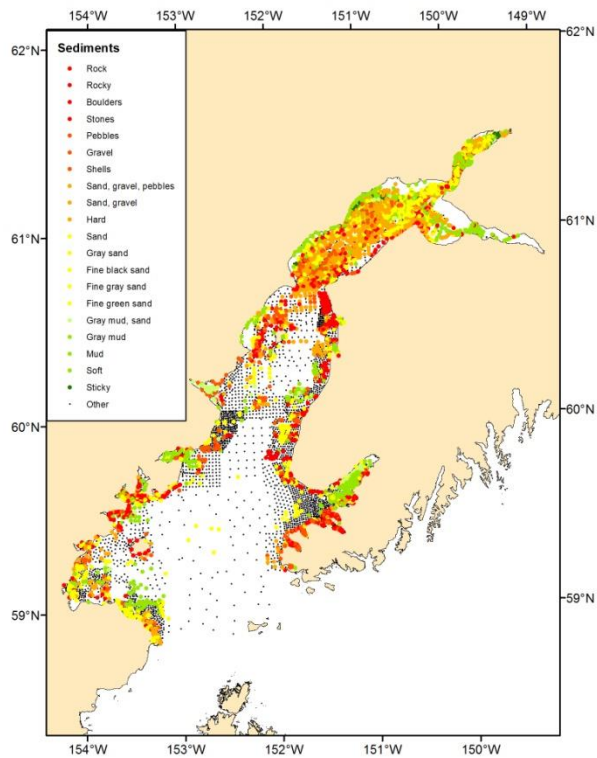 154°W 153°W 152°W 151°W 150°W 149°W
62°N
62°N
Sediments
Rock
Rocky
Boulders
Stones
Pebbles
Gravel
Shells
Sand, gravel, pebbles
Sand, gravel
Hard
Sand
Gray sand
Fine black sand
Fine gray sand
Fine green sand
Gray mud, sand
Gray mud
Mud
Soft
Sticky
Other
61°N
61°N
60°N
60°N
59°N
59°N
154°W 153°W 152°W 151°W 150°W